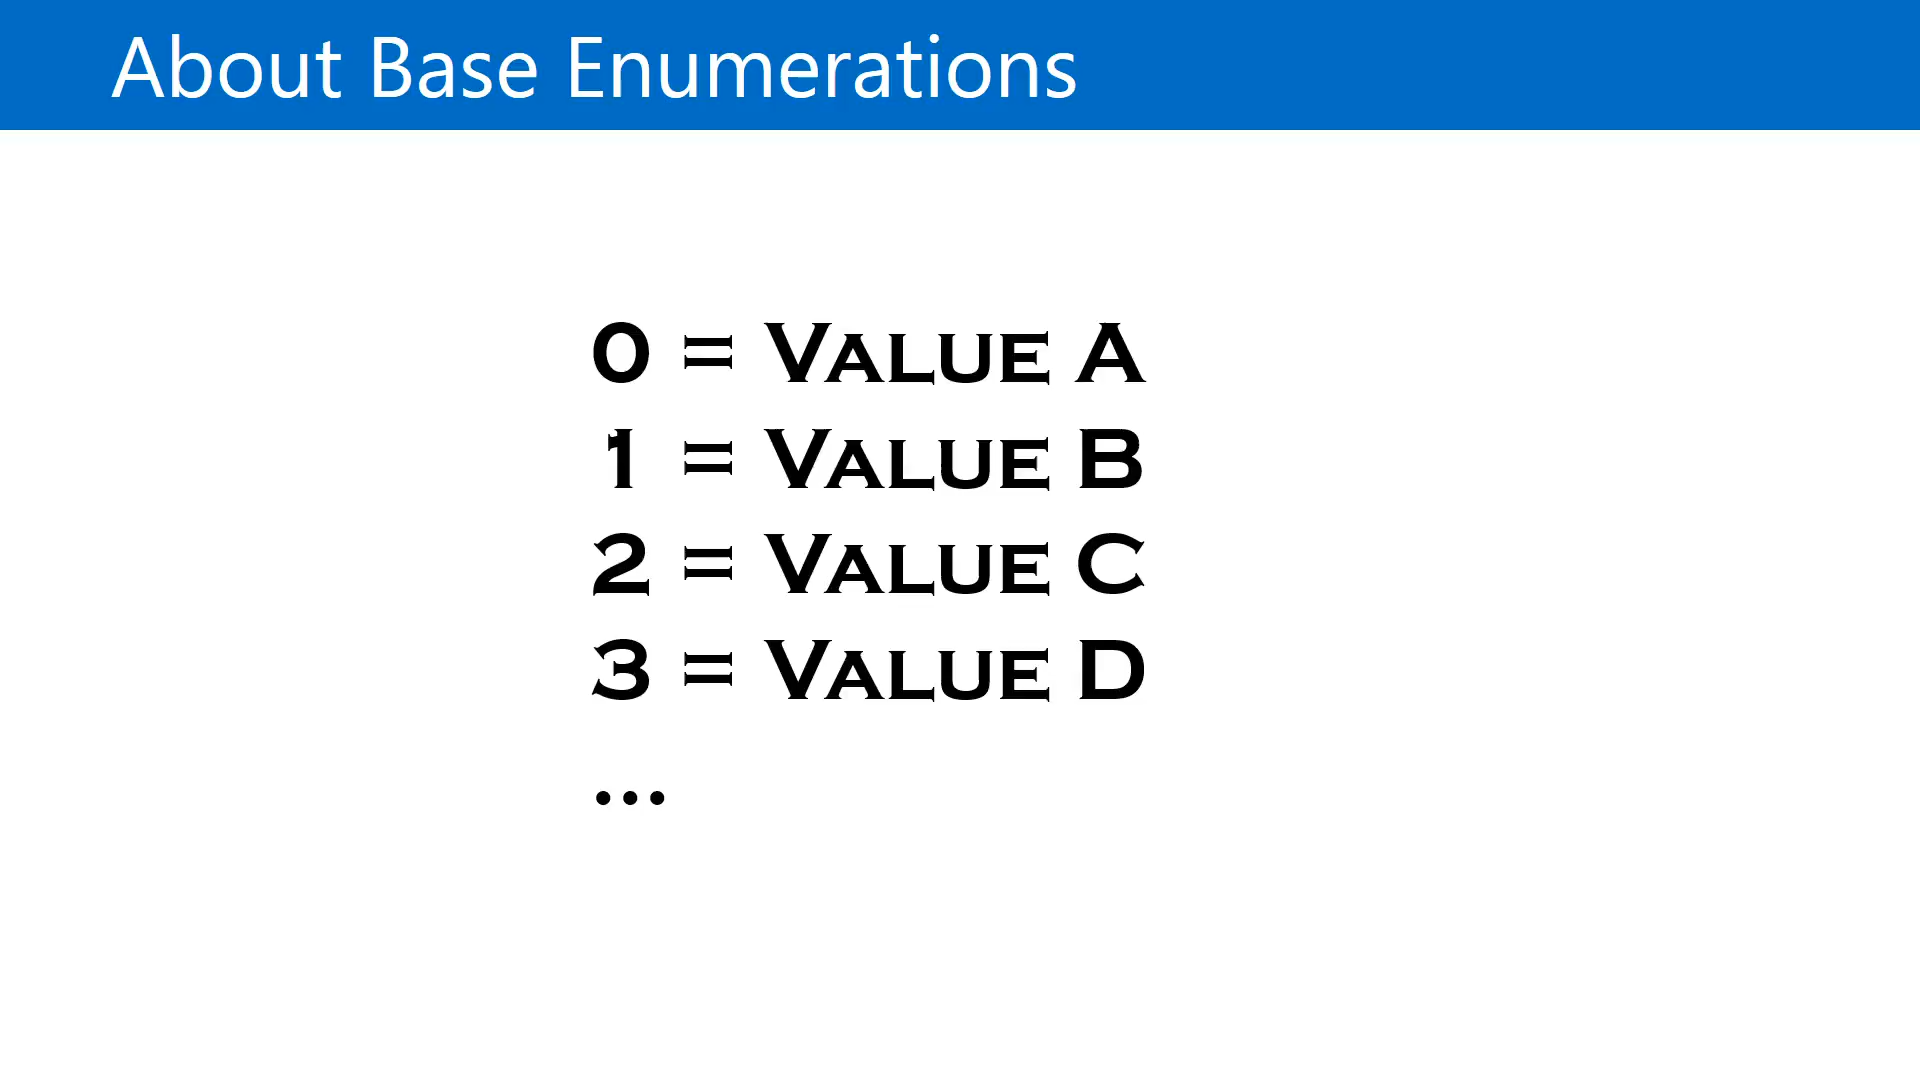 About Base Enumerations
0 = Value A
1 = Value B
2 = Value C
3 = Value D
...